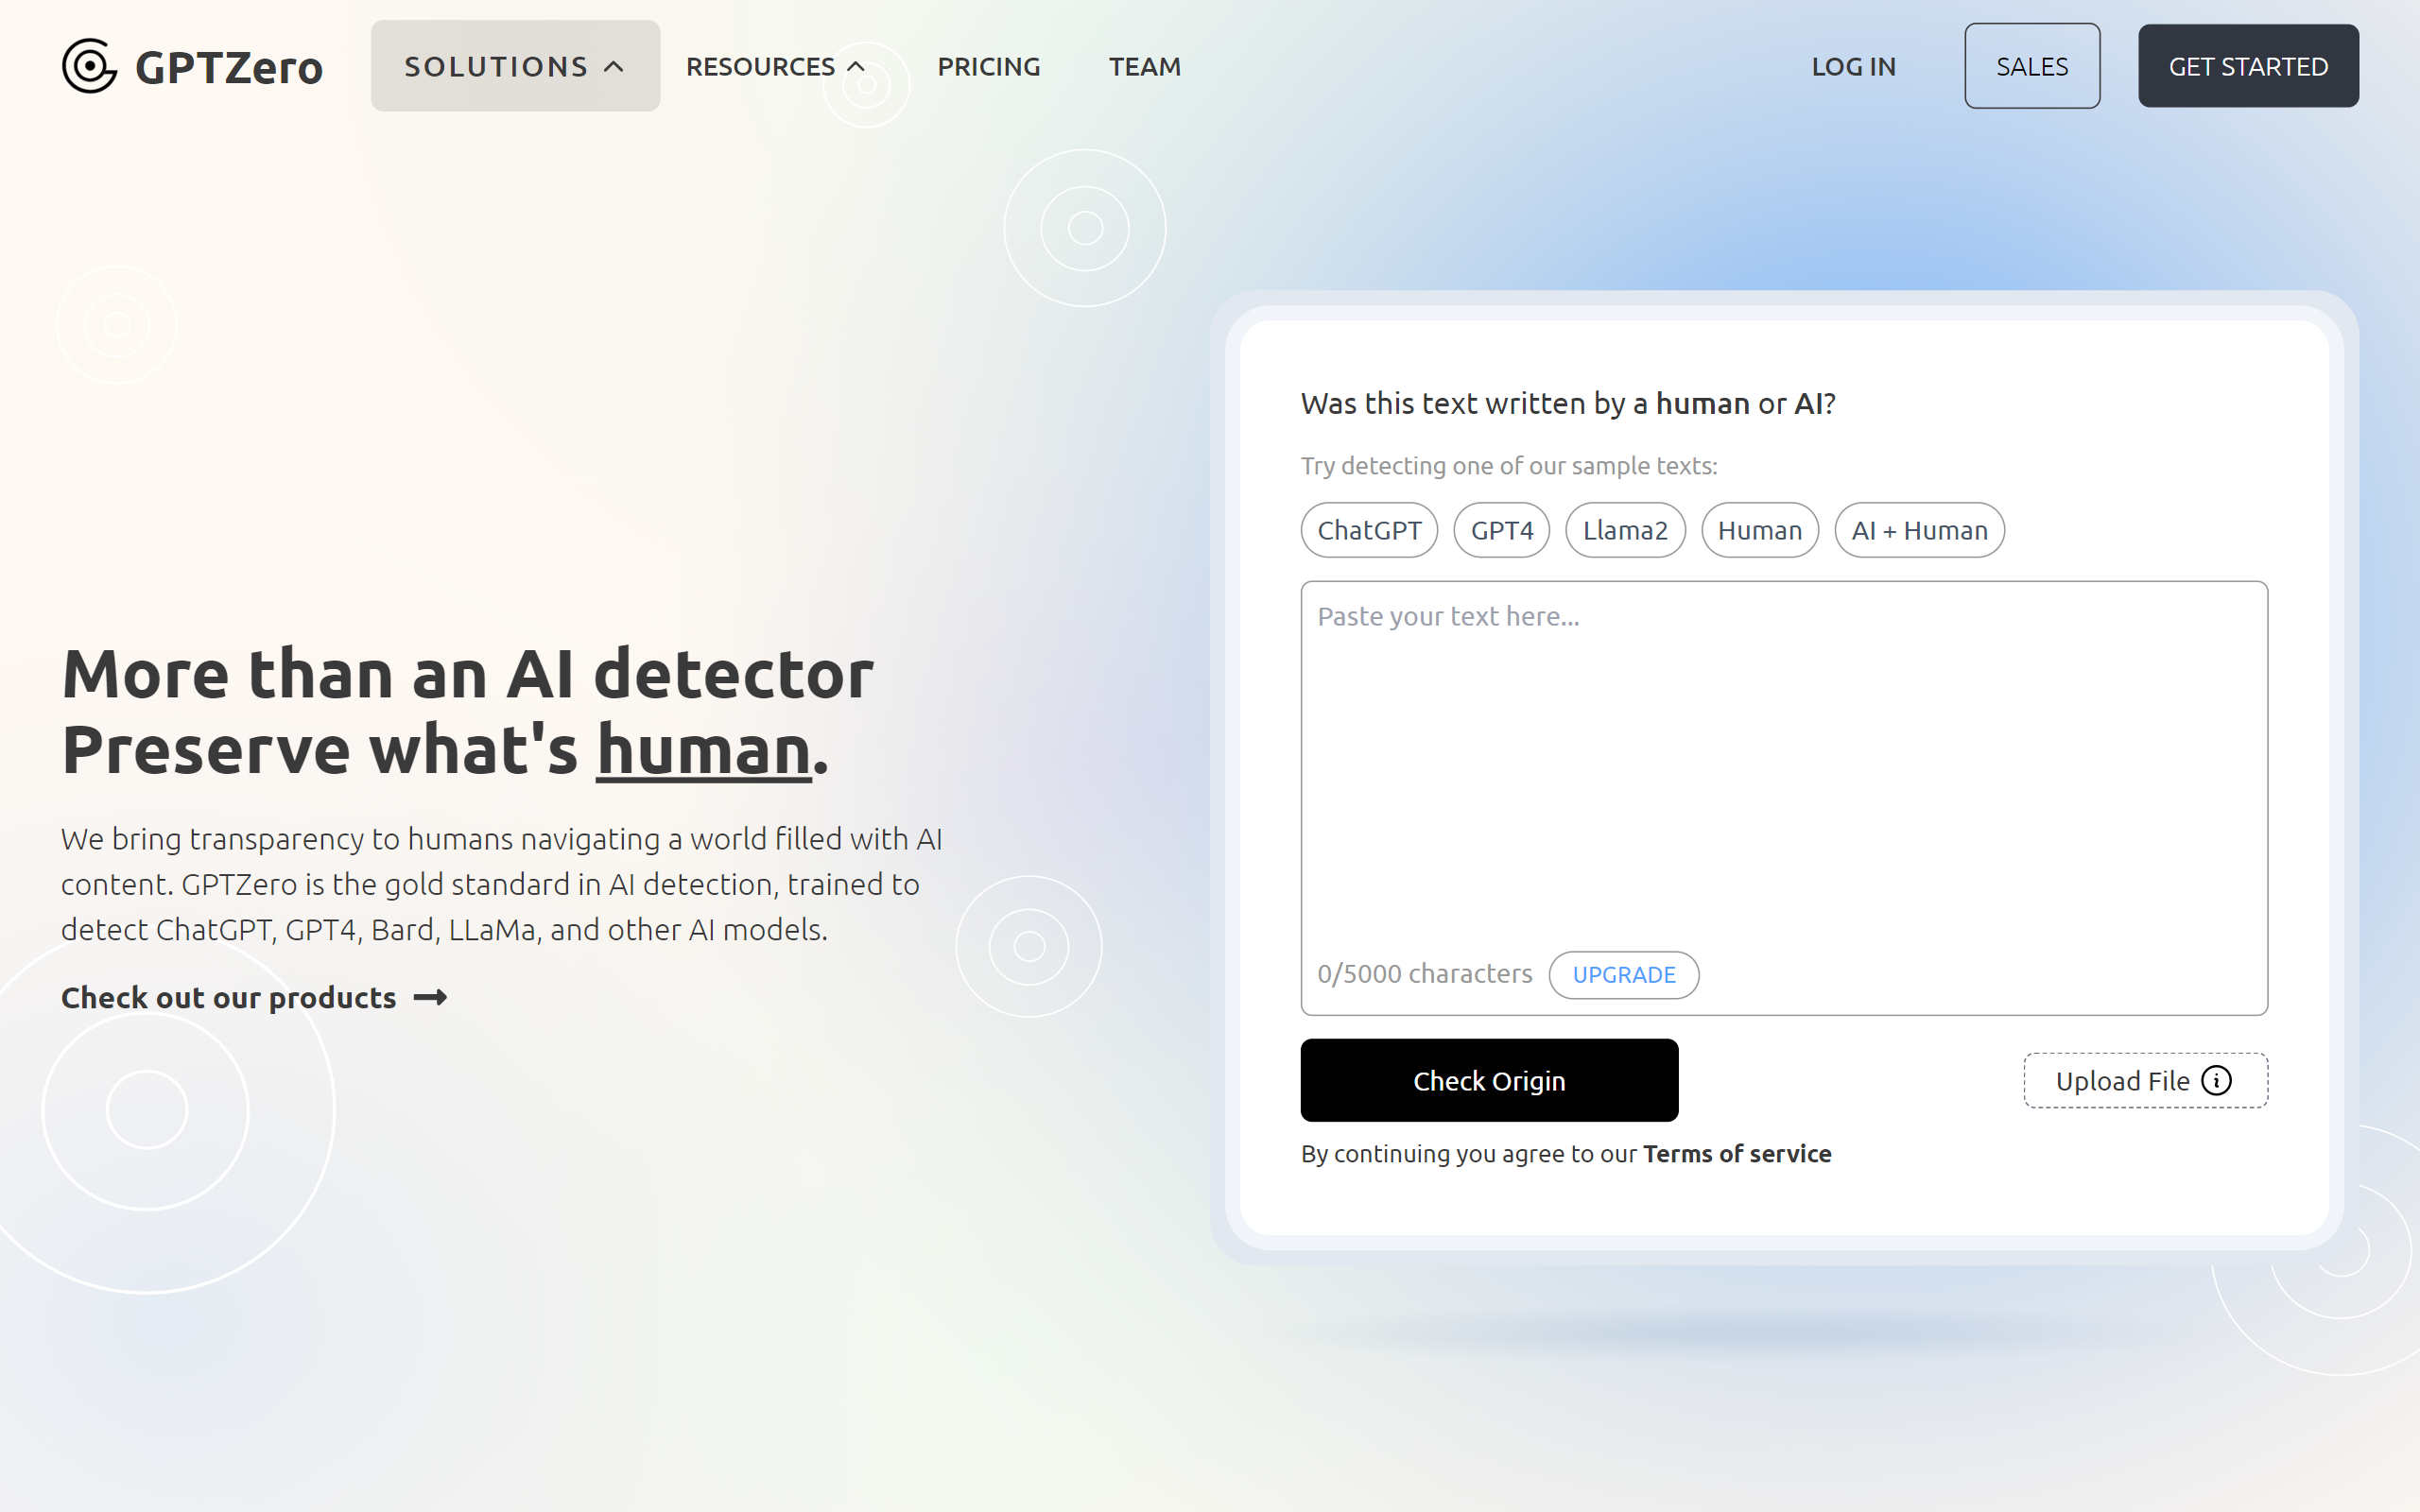 GPTZero
SOLUTIONS
RESOURCES
PRICING
TEAM
LOG IN
SALES
GET STARTED
More than an AI detector
Preserve what's human.
We bring transparency to humans navigating a world filled with AI
content. GPTZero is the gold standard in AI detection, trained to
detect ChatGPT, GPT4, Bard, LLaMa, and other AI models.
Check out our products
Was this text written by a human or AI?
Try detecting one of our sample texts:
ChatGPT
GPT4
Llama2
Human
AI + Human
Paste your text here...
0/5000 characters
UPGRADE
Check Origin
Upload File
By continuing you agree to our Terms of service